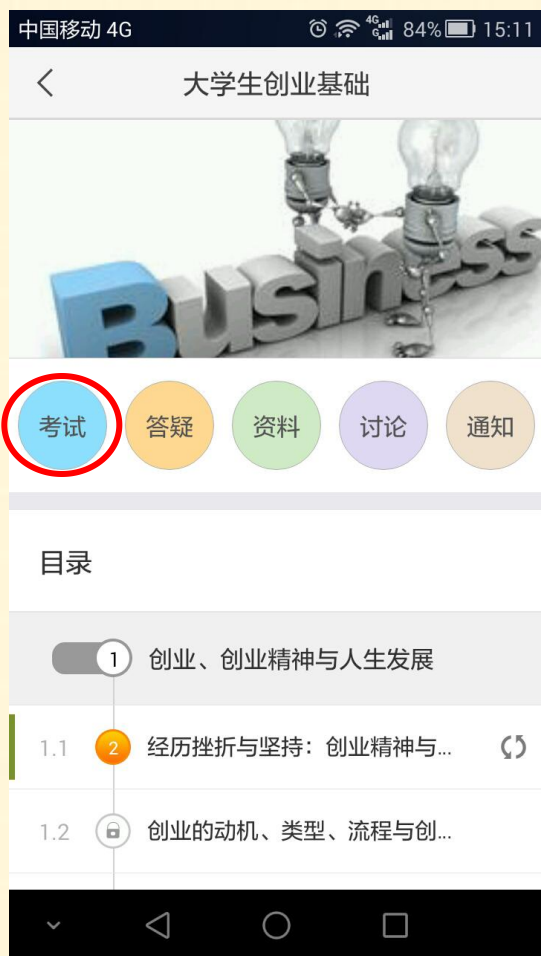 中国移动 4G 4G G 84% 15:11
大学生创业基础
Business
考试 答疑 资料 讨论 通知
目录
1 创业、创业精神与人生发展
1.1 2 经历挫折与坚持：创业精神与...
1.2 创业的动机、类型、流程与创...